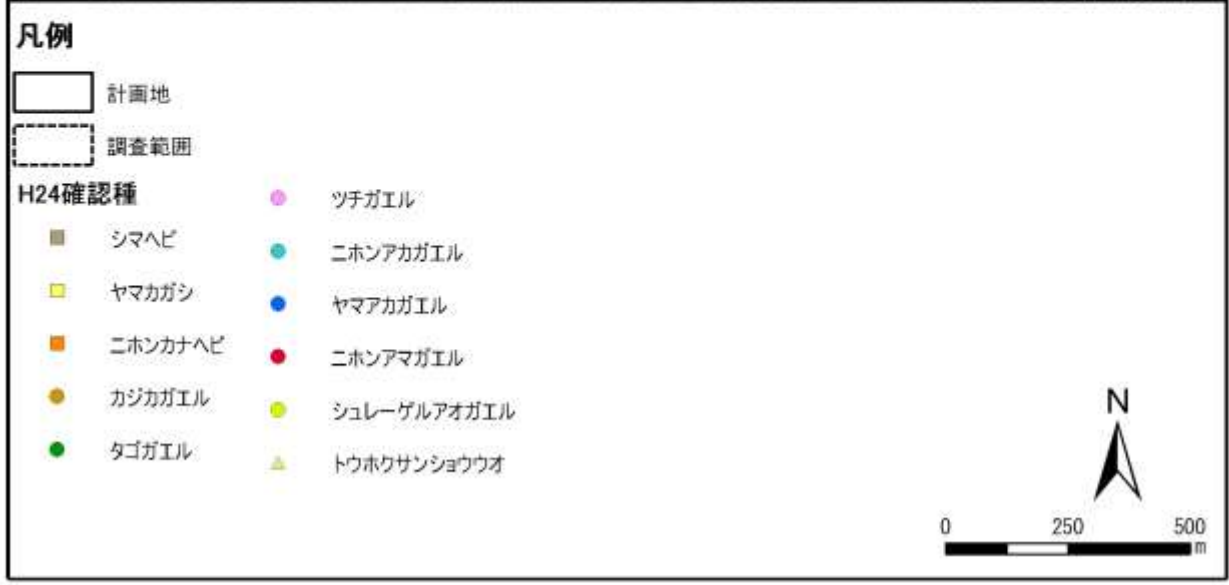 凡例
計画地
調査範囲
H24確認種
シマヘビ
ヤマカガシ
ニホンカナヘビ
カジカガエル
タゴガエル
ツチガエル
ニホンアカガエル
ヤマアカガエル
ニホンアマガエル
シュレーゲルアオガエル
トウホクサンショウウオ
N
0 250 500
m